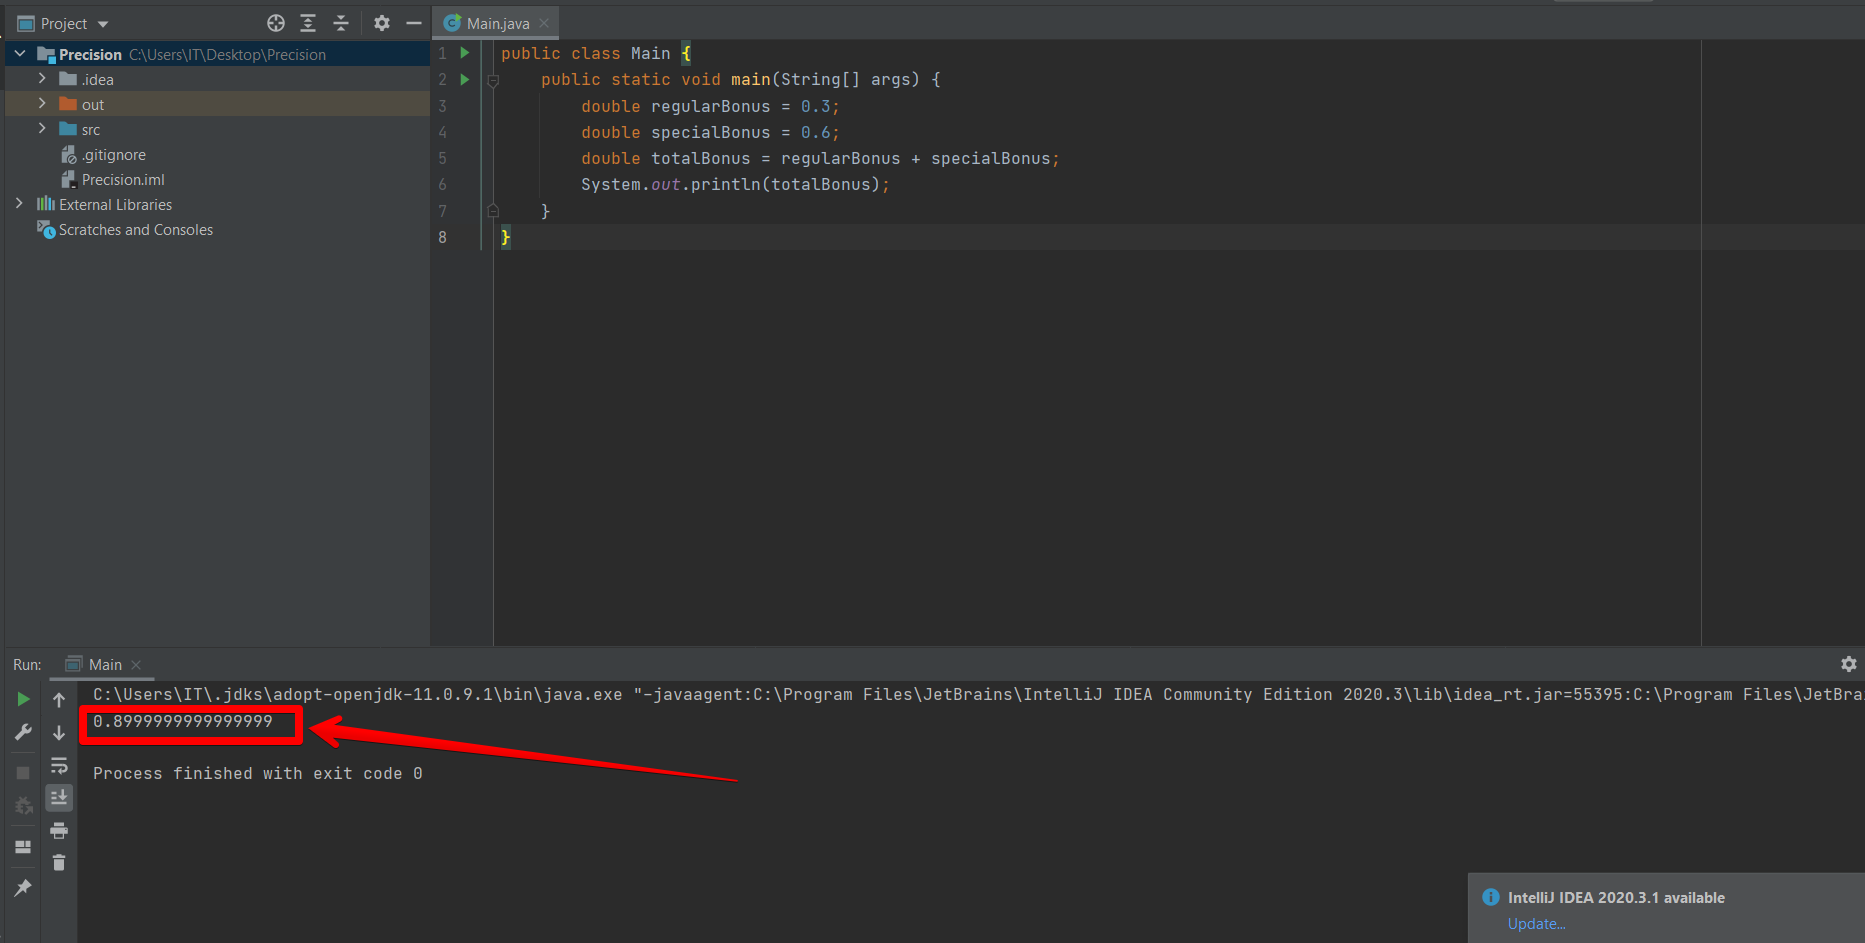 Project
Main.java
Precision C:\Users\IT\Desktop\Precision
.idea
out
src
.gitignore
Precision.iml
External Libraries
Scratches and Consoles
1 public class Main {
2 public static void main(String[] args) {
3 double regularBonus = 0.3;
4 double specialBonus = 0.6;
5 double totalBonus = regularBonus + specialBonus;
6 System.out.println(totalBonus);
7 }
8 }
Run: Main
C:\Users\IT\.jdks\adopt-openjdk-11.0.9.1\bin\java.exe "-javaagent:C:\Program Files\JetBrains\IntelliJ IDEA Community Edition 2020.3\lib\idea_rt.jar=55395:C:\Program Files\JetBra
0.8999999999999999
Process finished with exit code 0
IntelliJ IDEA 2020.3.1 available
Update...